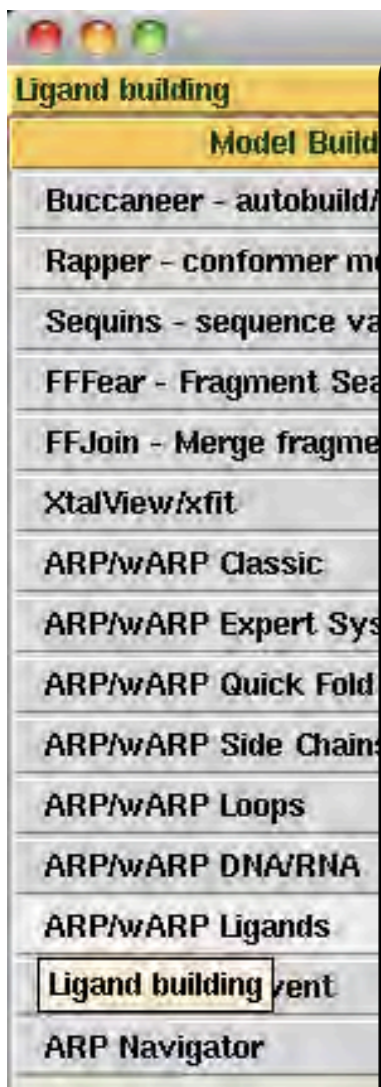 Ligand building
Model Build
Buccaneer - autobuild/
Rapper - conformer m
Sequins - sequence va
FFFear - Fragment Sea
FFJoin - Merge fragme
XtalView/xfit
ARP/wARP Classic
ARP/wARP Expert Sys
ARP/wARP Quick Fold
ARP/wARP Side Chains
ARP/wARP Loops
ARP/wARP DNA/RNA
ARP/wARP Ligands
Ligand building vent
ARP Navigator